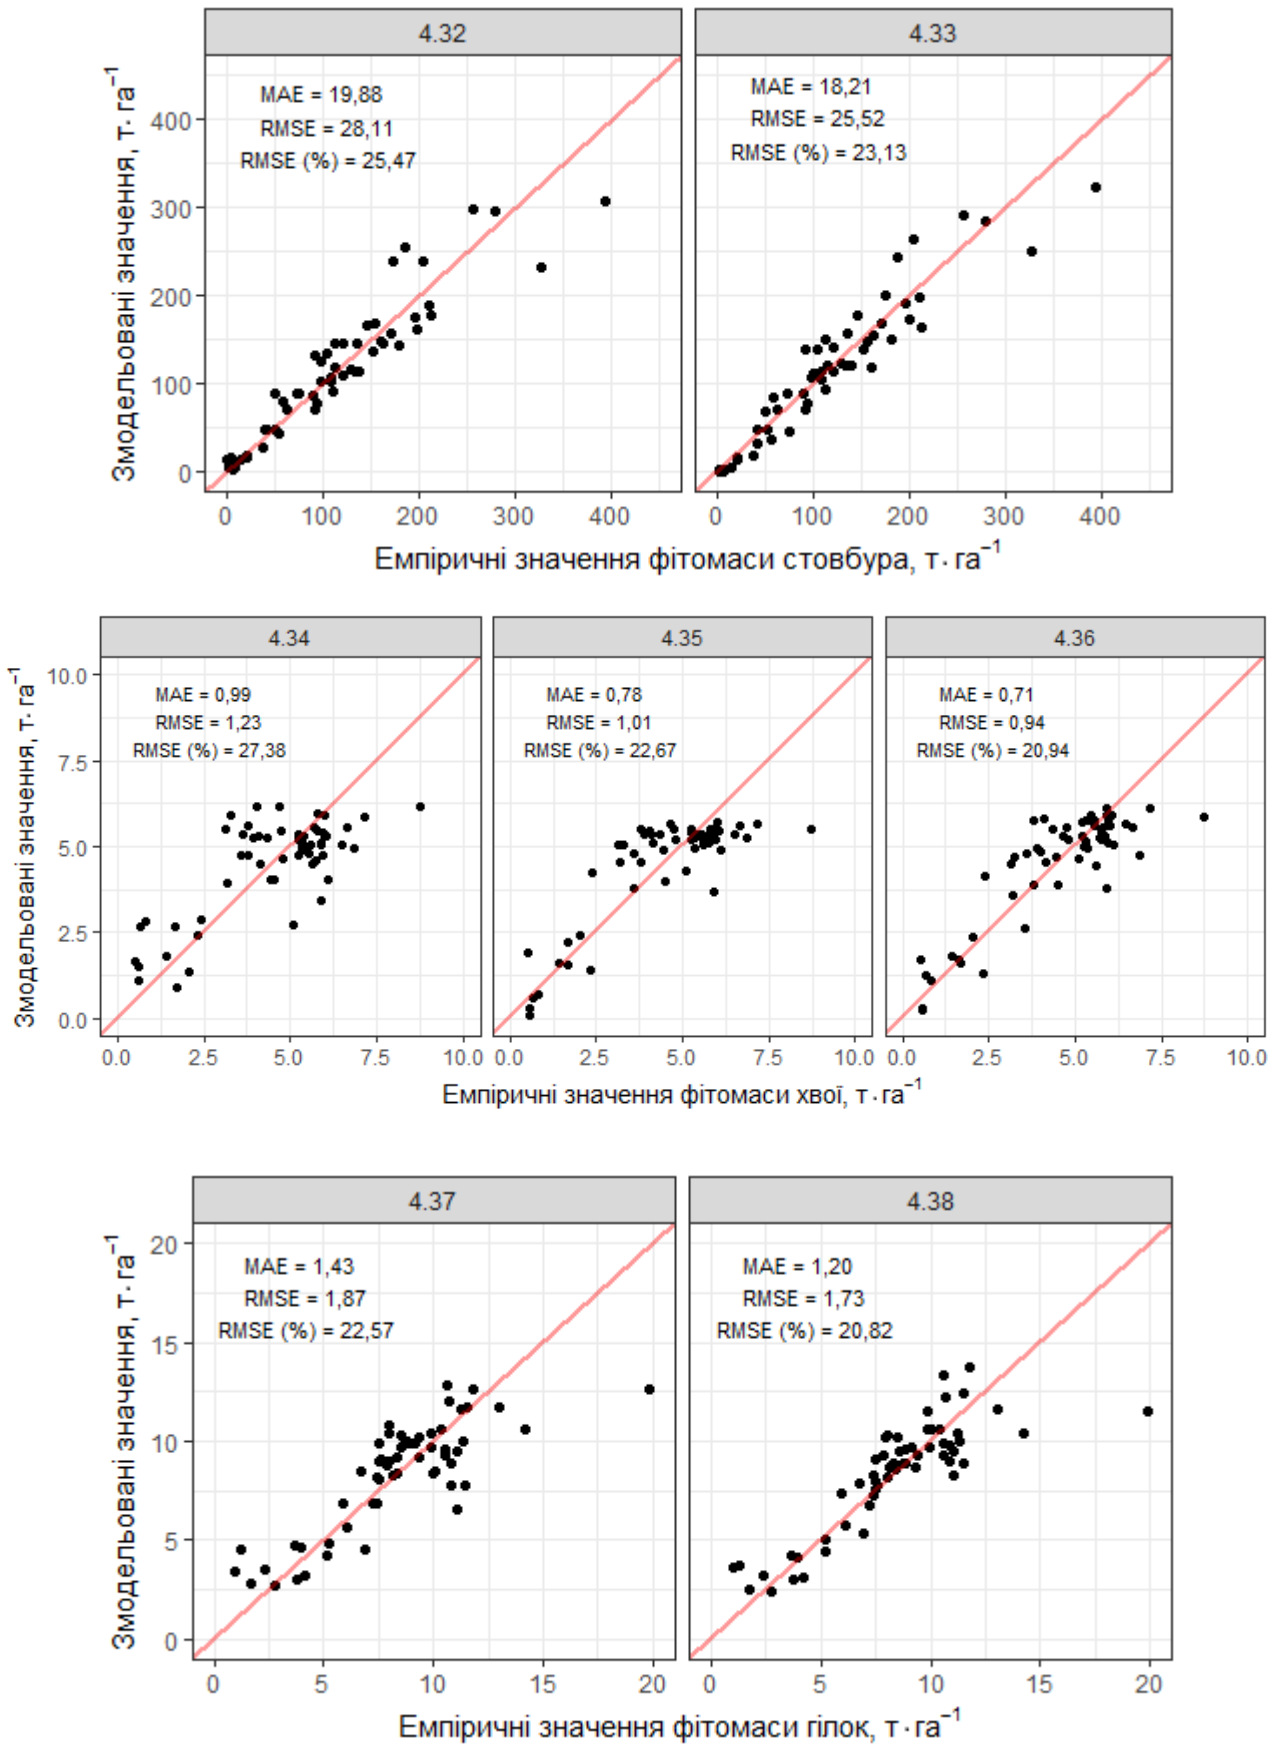 4.32 4.33
MAE = 19,88 MAE = 18,21
RMSE = 28,11 RMSE = 25,52
RMSE (%) = 25,47 RMSE (%) = 23,13
Змодельовані значення, т· га⁻¹
400
300
200
100
0
0 100 200 300 400 0 100 200 300 400
Емпіричні значення фітомаси стовбура, т· га⁻¹
4.34 4.35 4.36
MAE = 0,99 MAE = 0,78 MAE = 0,71
RMSE = 1,23 RMSE = 1,01 RMSE = 0,94
RMSE (%) = 27,38 RMSE (%) = 22,67 RMSE (%) = 20,94
Змодельовані значення, т· га⁻¹
10.0
7.5
5.0
2.5
0.0
0.0 2.5 5.0 7.5 10.0 0.0 2.5 5.0 7.5 10.0 0.0 2.5 5.0 7.5 10.0
Емпіричні значення фітомаси хвої, т· га⁻¹
4.37 4.38
MAE = 1,43 MAE = 1,20
RMSE = 1,87 RMSE = 1,73
RMSE (%) = 22,57 RMSE (%) = 20,82
Змодельовані значення, т· га⁻¹
20
15
10
5
0
0 5 10 15 20 0 5 10 15 20
Емпіричні значення фітомаси гілок, т· га⁻¹